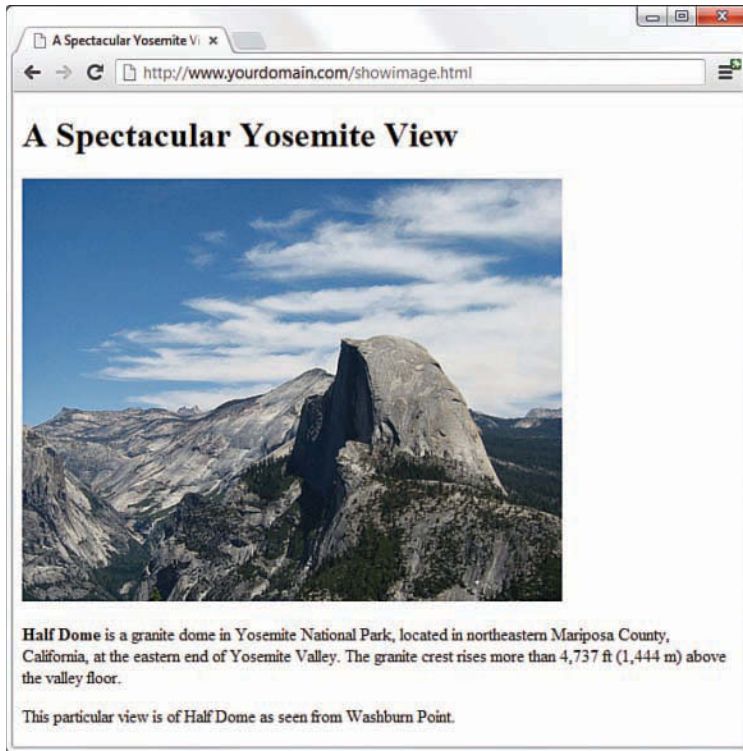 A Spectacular Yosemite Vi
http://www.yourdomain.com/showimage.html
A Spectacular Yosemite View
Half Dome is a granite dome in Yosemite National Park, located in northeastern Mariposa County,
California, at the eastern end of Yosemite Valley. The granite crest rises more than 4,737 ft (1,444 m) above
the valley floor.
This particular view is of Half Dome as seen from Washburn Point.